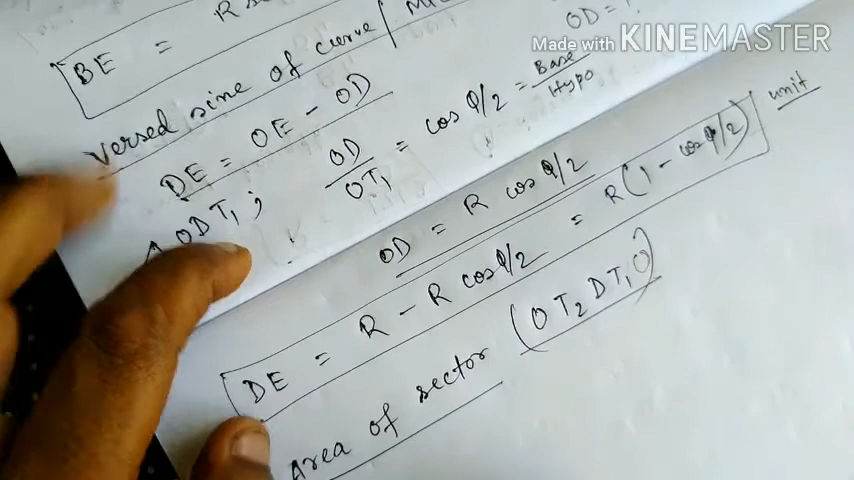 BE = R
OD =
Made with KINEMASTER
versed sine of curve /
DE = OE - OD
Δ ODT₁ ; OD/OT₁ = cos φ/2 = Base/Hypo
OD = R cos φ/2
DE = R - R cos φ/2 = R(1 - cos φ/2) unit
Area of sector (OT₂DT₁O)